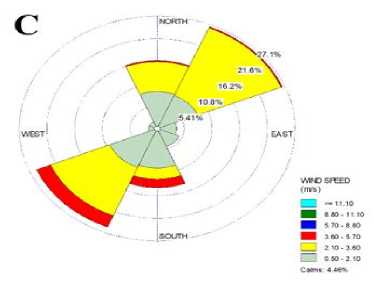 C
NORTH
27.1%
21.6%
16.2%
10.8%
5.41%
WEST
EAST
SOUTH
WIND SPEED
(m/s)
>= 11.10
8.80 - 11.10
5.70 - 8.80
3.60 - 5.70
2.10 - 3.60
0.50 - 2.10
Calms: 4.46%